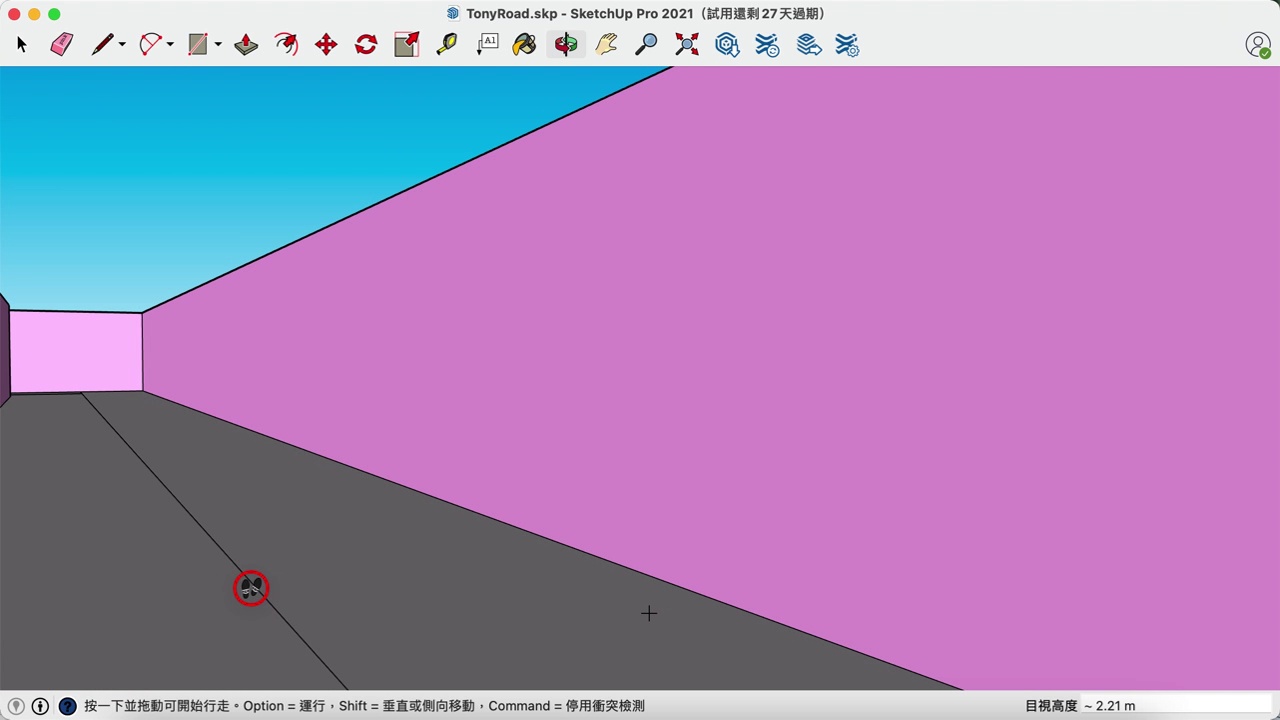 TonyRoad.skp - SketchUp Pro 2021（試用還剩 27 天過期）
A1
按一下並拖動可開始行走。Option = 運行，Shift = 垂直或側向移動，Command = 停用衝突檢測
目視高度 ~ 2.21 m